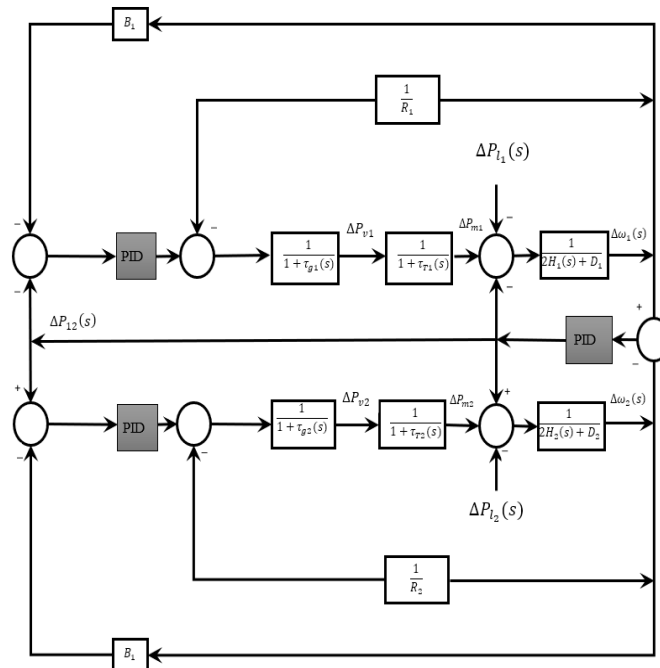 B₁
1
R₁
ΔP_{l₁}(s)
−
−
−
−
ΔP_{v1}
ΔP_{m1}
Δω₁(s)
PID
1
1 + τ_{g1}(s)
1
1 + τ_{T1}(s)
1
2H₁(s) + D₁
−
−
ΔP₁₂(s)
+
PID
−
+
+
ΔP_{v2}
ΔP_{m2}
Δω₂(s)
PID
1
1 + τ_{g2}(s)
1
1 + τ_{T2}(s)
1
2H₂(s) + D₂
−
−
−
ΔP_{l₂}(s)
1
R₂
B₁